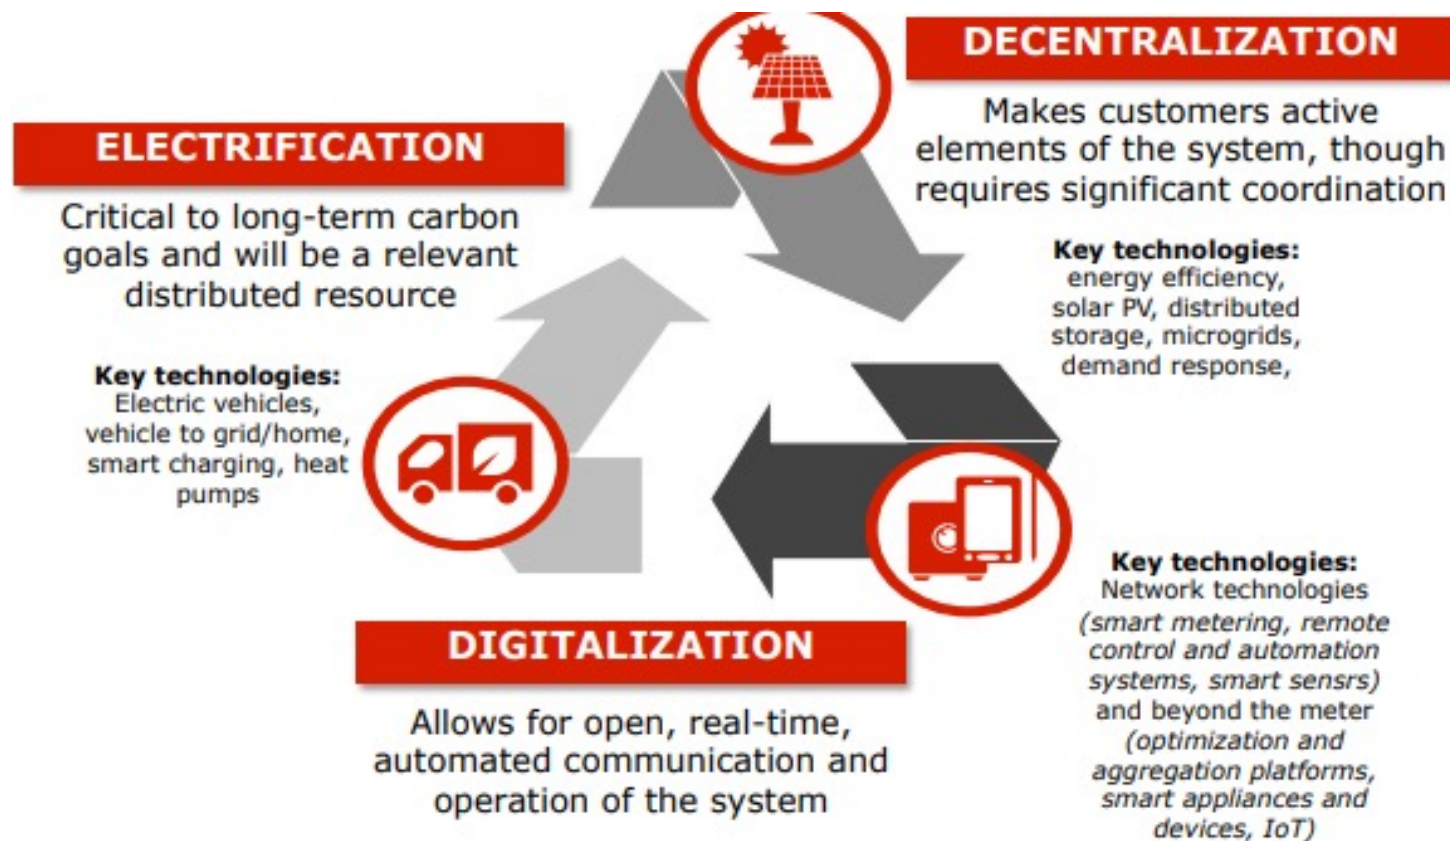 ELECTRIFICATION
Critical to long-term carbon
goals and will be a relevant
distributed resource
Key technologies:
Electric vehicles,
vehicle to grid/home,
smart charging, heat
pumps
DECENTRALIZATION
Makes customers active
elements of the system, though
requires significant coordination
Key technologies:
energy efficiency,
solar PV, distributed
storage, microgrids,
demand response,
DIGITALIZATION
Allows for open, real-time,
automated communication and
operation of the system
Key technologies:
Network technologies
(smart metering, remote
control and automation
systems, smart sensrs)
and beyond the meter
(optimization and
aggregation platforms,
smart appliances and
devices, IoT)